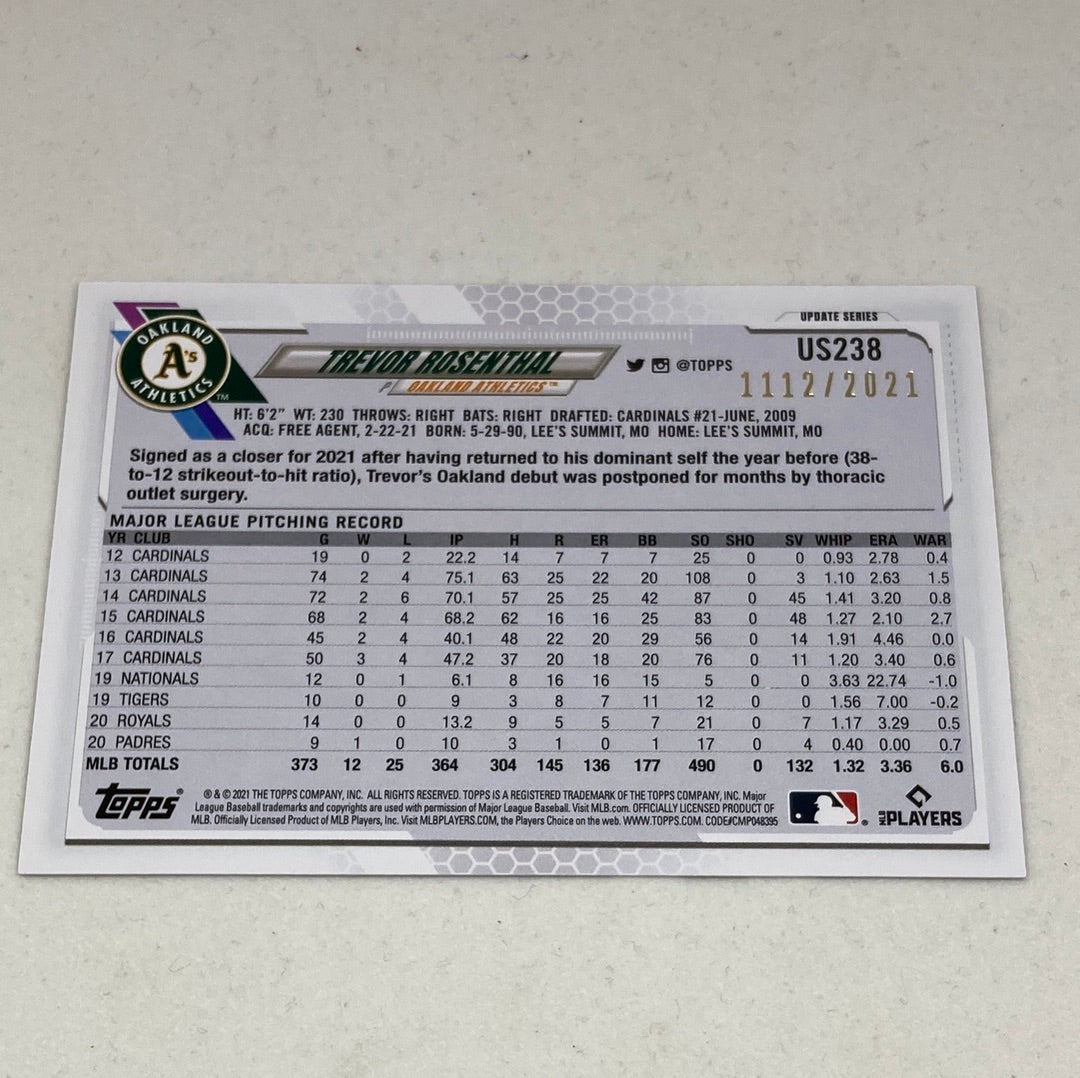 UPDATE SERIES
OAKLAND A's ATHLETICS ™
TREVOR ROSENTHAL
@TOPPS
US238
P OAKLAND ATHLETICS™
1112/2021
HT: 6'2" WT: 230 THROWS: RIGHT BATS: RIGHT DRAFTED: CARDINALS #21-JUNE, 2009
ACQ: FREE AGENT, 2-22-21 BORN: 5-29-90, LEE'S SUMMIT, MO HOME: LEE'S SUMMIT, MO
Signed as a closer for 2021 after having returned to his dominant self the year before (38-
to-12 strikeout-to-hit ratio), Trevor's Oakland debut was postponed for months by thoracic
outlet surgery.
MAJOR LEAGUE PITCHING RECORD
YR CLUB G W L IP H R ER BB SO SHO SV WHIP ERA WAR
12 CARDINALS 19 0 2 22.2 14 7 7 7 25 0 0 0.93 2.78 0.4
13 CARDINALS 74 2 4 75.1 63 25 22 20 108 0 3 1.10 2.63 1.5
14 CARDINALS 72 2 6 70.1 57 25 25 42 87 0 45 1.41 3.20 0.8
15 CARDINALS 68 2 4 68.2 62 16 16 25 83 0 48 1.27 2.10 2.7
16 CARDINALS 45 2 4 40.1 48 22 20 29 56 0 14 1.91 4.46 0.0
17 CARDINALS 50 3 4 47.2 37 20 18 20 76 0 11 1.20 3.40 0.6
19 NATIONALS 12 0 1 6.1 8 16 16 15 5 0 0 3.63 22.74 -1.0
19 TIGERS 10 0 0 9 3 8 7 11 12 0 0 1.56 7.00 -0.2
20 ROYALS 14 0 0 13.2 9 5 5 7 21 0 7 1.17 3.29 0.5
20 PADRES 9 1 0 10 3 1 0 1 17 0 4 0.40 0.00 0.7
MLB TOTALS 373 12 25 364 304 145 136 177 490 0 132 1.32 3.36 6.0
Topps®
® & © 2021 THE TOPPS COMPANY, INC. ALL RIGHTS RESERVED. TOPPS IS A REGISTERED TRADEMARK OF THE TOPPS COMPANY, INC. Major
League Baseball trademarks and copyrights are used with permission of Major League Baseball. Visit MLB.com. OFFICIALLY LICENSED PRODUCT OF
MLB. Officially Licensed Product of MLB Players, Inc. Visit MLBPLAYERS.COM, the Players Choice on the web. WWW.TOPPS.COM. CODE#CMP048395
MLB PLAYERS